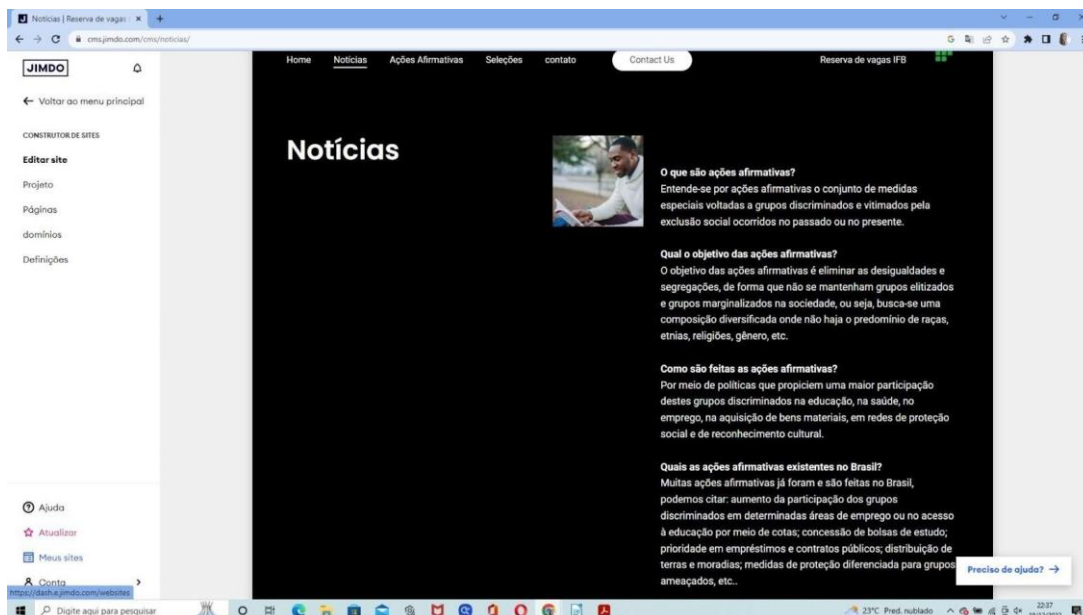 Notícias | Reserva de vagas
cms.jimdo.com/cms/noticias/
JIMDO
Voltar ao menu principal
CONSTRUTOR DE SITES
Editar site
Projeto
Páginas
domínios
Definições
Ajuda
Atualizar
Meus sites
Conta
https://dash.e.jimdo.com/websites
Home Notícias Ações Afirmativas Seleções contato Contact Us Reserva de vagas IFB
Notícias
O que são ações afirmativas?
Entende-se por ações afirmativas o conjunto de medidas
especiais voltadas a grupos discriminados e vitimados pela
exclusão social ocorridos no passado ou no presente.
Qual o objetivo das ações afirmativas?
O objetivo das ações afirmativas é eliminar as desigualdades e
segregações, de forma que não se mantenham grupos elitizados
e grupos marginalizados na sociedade, ou seja, busca-se uma
composição diversificada onde não haja o predomínio de raças,
etnias, religiões, gênero, etc.
Como são feitas as ações afirmativas?
Por meio de políticas que propiciem uma maior participação
destes grupos discriminados na educação, na saúde, no
emprego, na aquisição de bens materiais, em redes de proteção
social e de reconhecimento cultural.
Quais as ações afirmativas existentes no Brasil?
Muitas ações afirmativas já foram e são feitas no Brasil,
podemos citar: aumento da participação dos grupos
discriminados em determinadas áreas de emprego ou no acesso
à educação por meio de cotas; concessão de bolsas de estudo;
prioridade em empréstimos e contratos públicos; distribuição de
terras e moradias; medidas de proteção diferenciada para grupos
ameaçados, etc..
Preciso de ajuda?
Digite aqui para pesquisar
23°C Pred. nublado
22:37